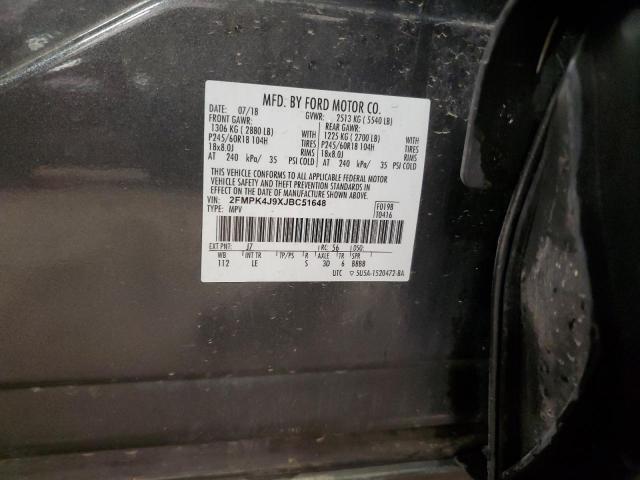 MFD. BY FORD MOTOR CO.
DATE: 07/18 GVWR: 2513 KG ( 5540 LB)
FRONT GAWR: REAR GAWR:
1306 KG ( 2880 LB) WITH 1225 KG ( 2700 LB) WITH
P245/60R18 104H TIRES P245/60R18 104H TIRES
18x8.0J RIMS 18x8.0J RIMS
AT 240 kPa/ 35 PSI COLD AT 240 kPa/ 35 PSI COLD
THIS VEHICLE CONFORMS TO ALL APPLICABLE FEDERAL MOTOR
VEHICLE SAFETY AND THEFT PREVENTION STANDARDS IN
EFFECT ON THE DATE OF MANUFACTURE SHOWN ABOVE.
VIN: 2FMPK4J9XJBC51648 F0198
TYPE: MPV T0416
EXT PNT: J7 RC: 56 DSO:
WB INT TR TP/PS R AXLE TR SPR
112 LE S 3D 6 BBBB
UTC 5U5A-1520472-BA